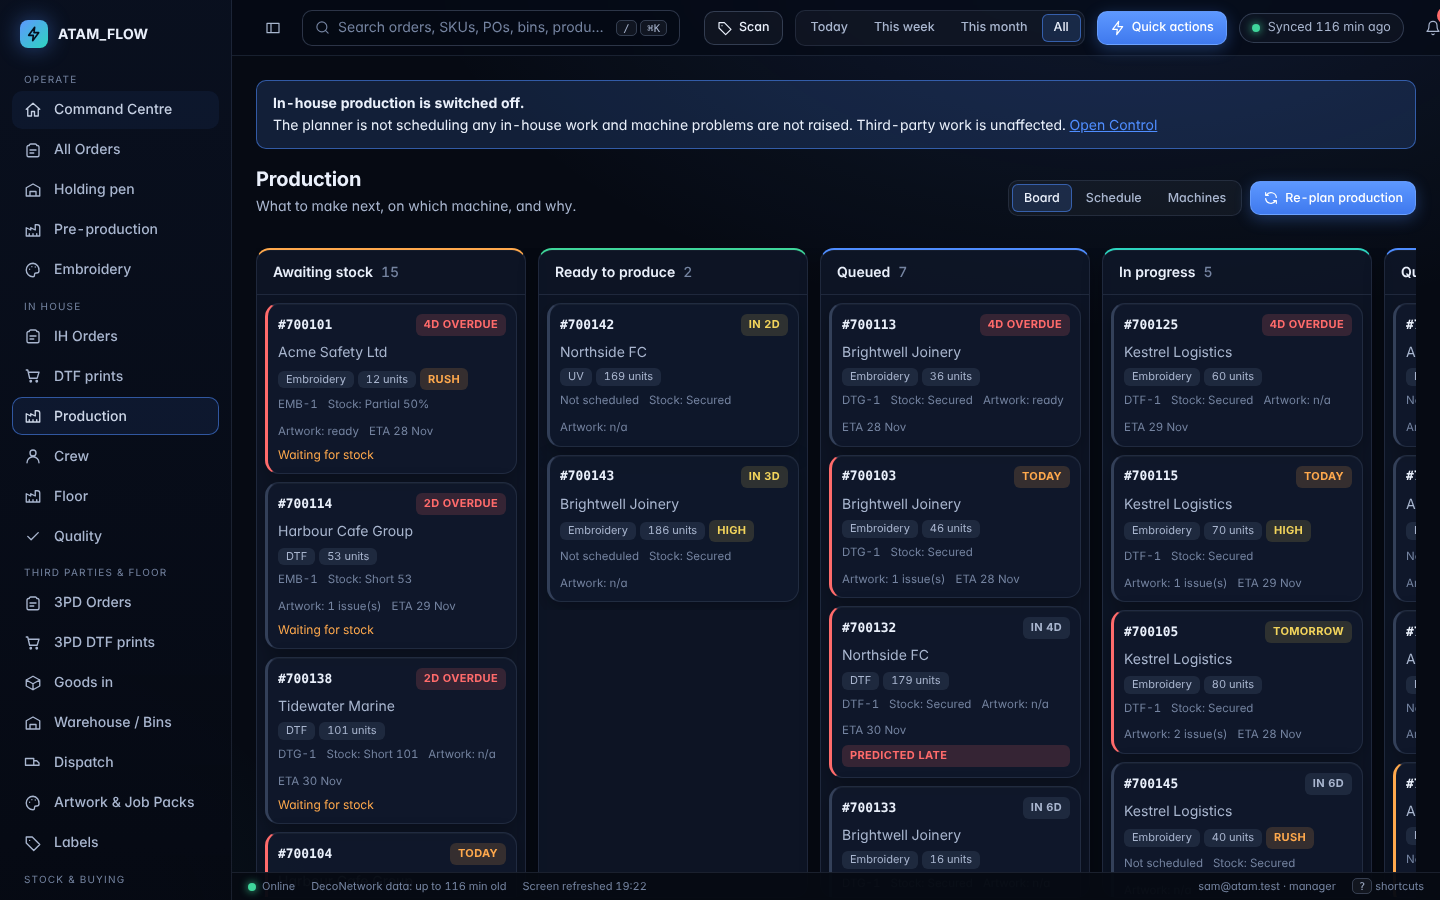 ATAM_FLOW
Search orders, SKUs, POs, bins, produ... / ⌘K
Scan
Today This week This month All
Quick actions
Synced 116 min ago
OPERATE
Command Centre
All Orders
Holding pen
Pre-production
Embroidery
IN HOUSE
IH Orders
DTF prints
Production
Crew
Floor
Quality
THIRD PARTIES & FLOOR
3PD Orders
3PD DTF prints
Goods in
Warehouse / Bins
Dispatch
Artwork & Job Packs
Labels
STOCK & BUYING
In-house production is switched off.
The planner is not scheduling any in-house work and machine problems are not raised. Third-party work is unaffected. Open Control
Production
What to make next, on which machine, and why.
Board Schedule Machines
Re-plan production
Awaiting stock 15
#700101 4D OVERDUE
Acme Safety Ltd
Embroidery 12 units RUSH
EMB-1 Stock: Partial 50%
Artwork: ready ETA 28 Nov
Waiting for stock
#700114 2D OVERDUE
Harbour Cafe Group
DTF 53 units
EMB-1 Stock: Short 53
Artwork: 1 issue(s) ETA 29 Nov
Waiting for stock
#700138 2D OVERDUE
Tidewater Marine
DTF 101 units
DTG-1 Stock: Short 101 Artwork: n/a
ETA 30 Nov
Waiting for stock
#700104 TODAY
Ready to produce 2
#700142 IN 2D
Northside FC
UV 169 units
Not scheduled Stock: Secured
Artwork: n/a
#700143 IN 3D
Brightwell Joinery
Embroidery 186 units HIGH
Not scheduled Stock: Secured
Artwork: n/a
Queued 7
#700113 4D OVERDUE
Brightwell Joinery
Embroidery 36 units
DTG-1 Stock: Secured Artwork: ready
ETA 28 Nov
#700103 TODAY
Brightwell Joinery
Embroidery 46 units
DTG-1 Stock: Secured
Artwork: 1 issue(s) ETA 28 Nov
#700132 IN 4D
Northside FC
DTF 179 units
DTF-1 Stock: Secured Artwork: n/a
ETA 30 Nov
PREDICTED LATE
#700133 IN 6D
Brightwell Joinery
Embroidery 16 units
In progress 5
#700125 4D OVERDUE
Kestrel Logistics
Embroidery 60 units
DTF-1 Stock: Secured Artwork: n/a
ETA 29 Nov
#700115 TODAY
Kestrel Logistics
Embroidery 70 units HIGH
DTF-1 Stock: Secured
Artwork: 1 issue(s) ETA 29 Nov
#700105 TOMORROW
Kestrel Logistics
Embroidery 80 units
DTF-1 Stock: Secured
Artwork: 2 issue(s) ETA 28 Nov
#700145 IN 6D
Kestrel Logistics
Embroidery 40 units RUSH
Not scheduled Stock: Secured
Online DecoNetwork data: up to 116 min old Screen refreshed 19:22
sam@atam.test · manager ? shortcuts